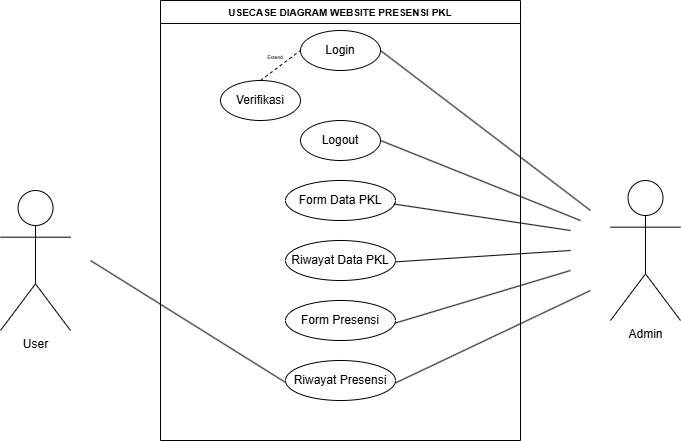 USECASE DIAGRAM WEBSITE PRESENSI PKL
Login
Extend
Verifikasi
Logout
Form Data PKL
Riwayat Data PKL
Form Presensi
Riwayat Presensi
User
Admin